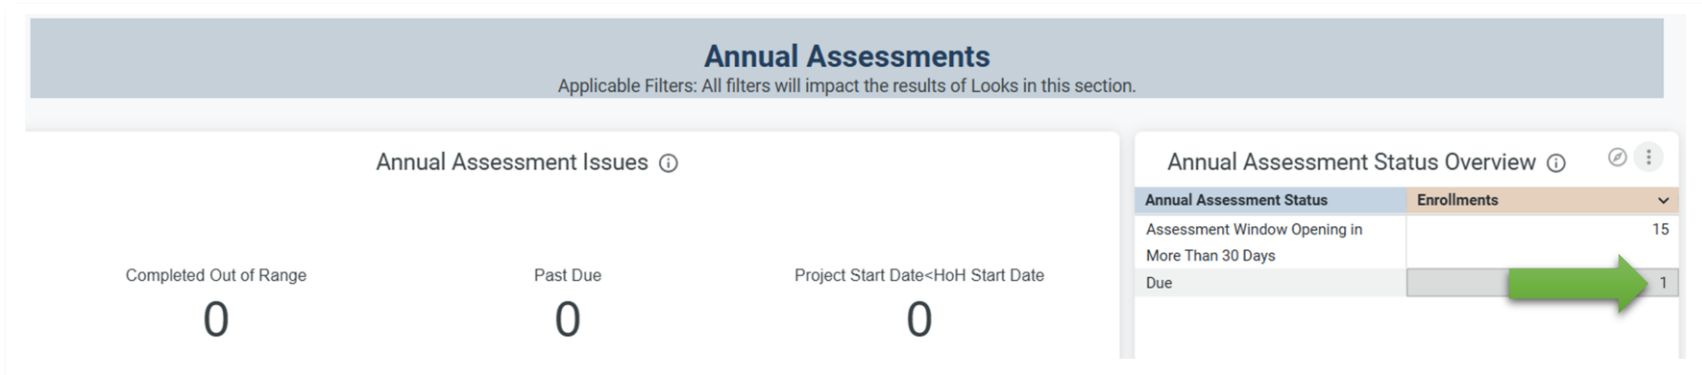 Annual Assessments
Applicable Filters: All filters will impact the results of Looks in this section.
Annual Assessment Issues
Completed Out of Range
0
Past Due
0
Project Start Date<HoH Start Date
0
Annual Assessment Status Overview
Annual Assessment Status Enrollments
Assessment Window Opening in 15
More Than 30 Days
Due 1